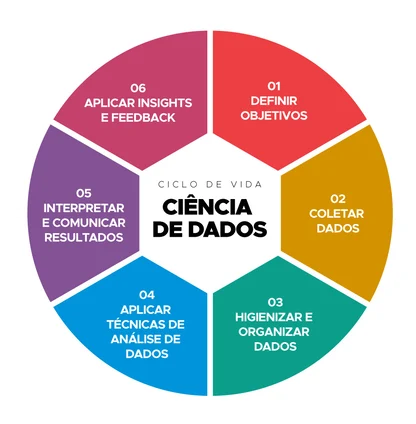 CICLO DE VIDA
CIÊNCIA
DE DADOS
01
DEFINIR
OBJETIVOS
02
COLETAR
DADOS
03
HIGIENIZAR E
ORGANIZAR
DADOS
04
APLICAR
TÉCNICAS DE
ANÁLISE DE
DADOS
05
INTERPRETAR
E COMUNICAR
RESULTADOS
06
APLICAR INSIGHTS
E FEEDBACK